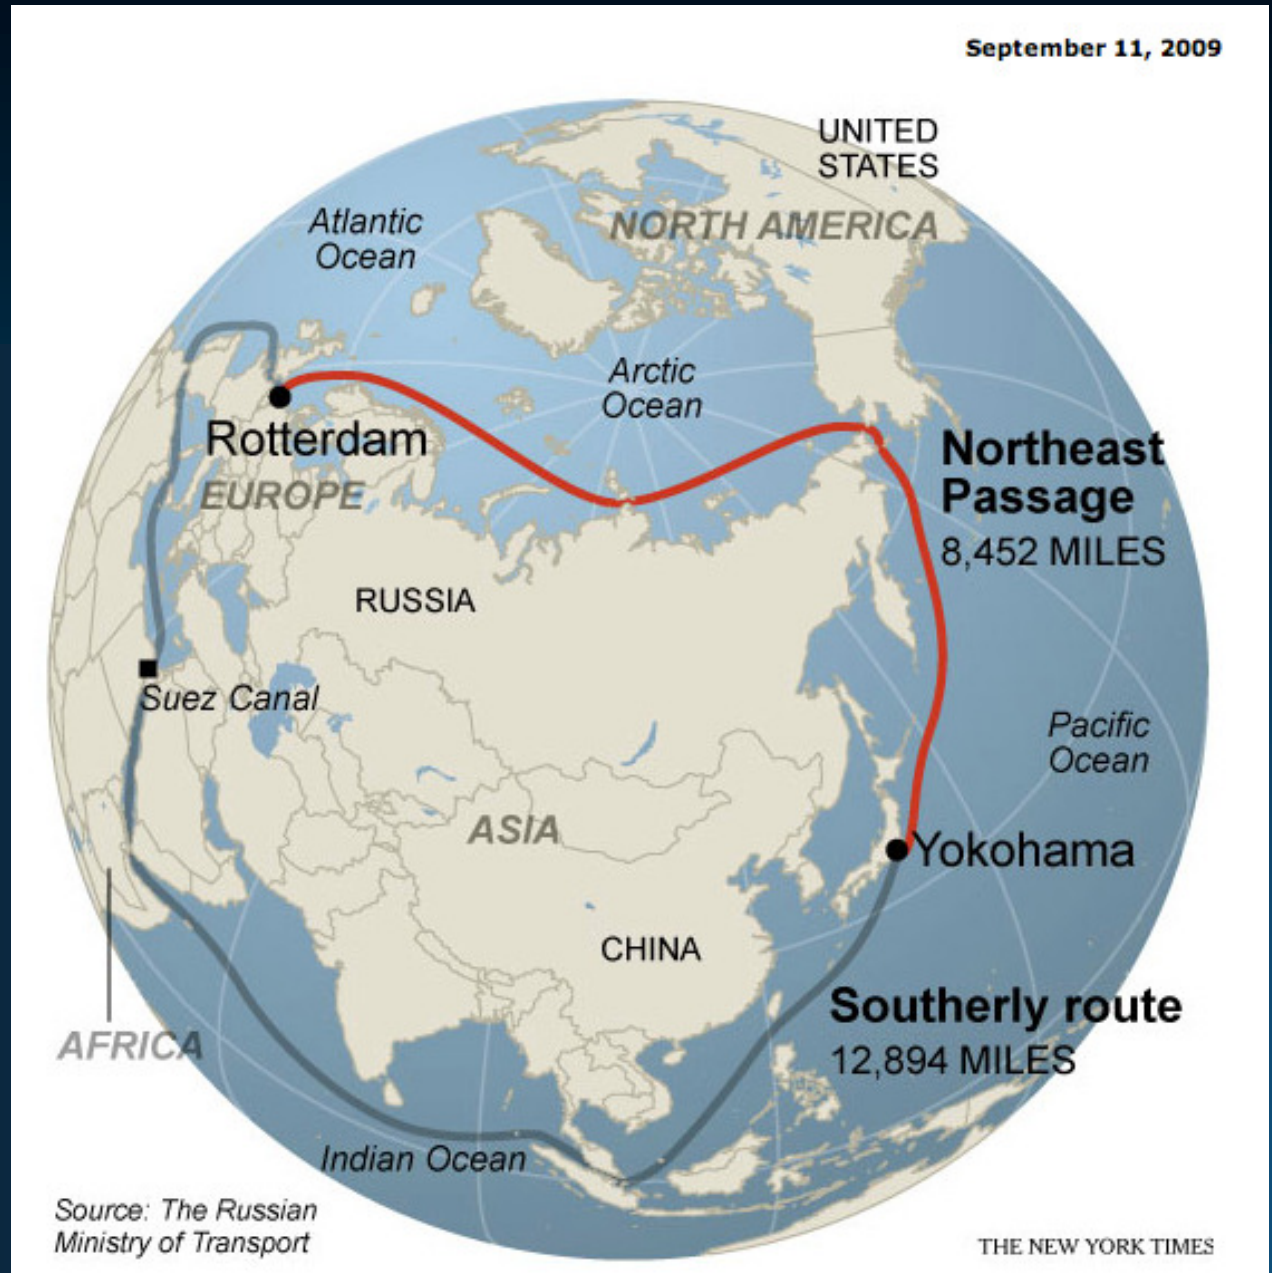 September 11, 2009
UNITED
STATES
NORTH AMERICA
Atlantic
Ocean
Arctic
Ocean
Rotterdam
EUROPE
Northeast
Passage
8,452 MILES
RUSSIA
Suez Canal
Pacific
Ocean
ASIA
Yokohama
CHINA
Southerly route
12,894 MILES
AFRICA
Indian Ocean
Source: The Russian
Ministry of Transport
THE NEW YORK TIMES